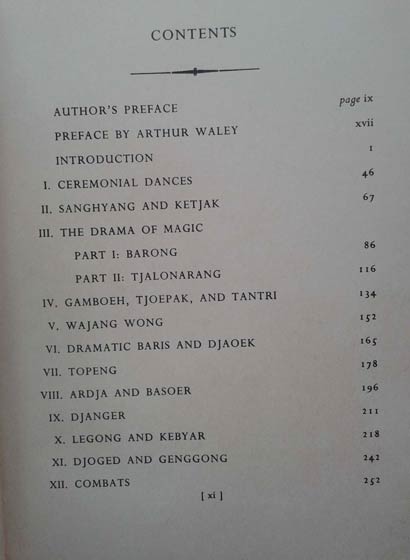 CONTENTS
AUTHOR'S PREFACE page ix
PREFACE BY ARTHUR WALEY xvii
INTRODUCTION 1
I. CEREMONIAL DANCES 46
II. SANGHYANG AND KETJAK 67
III. THE DRAMA OF MAGIC
PART I: BARONG 86
PART II: TJALONARANG 116
IV. GAMBOEH, TJOEPAK, AND TANTRI 134
V. WAJANG WONG 152
VI. DRAMATIC BARIS AND DJAOEK 165
VII. TOPENG 178
VIII. ARDJA AND BASOER 196
IX. DJANGER 211
X. LEGONG AND KEBYAR 218
XI. DJOGED AND GENGGONG 242
XII. COMBATS 252
[ xi ]